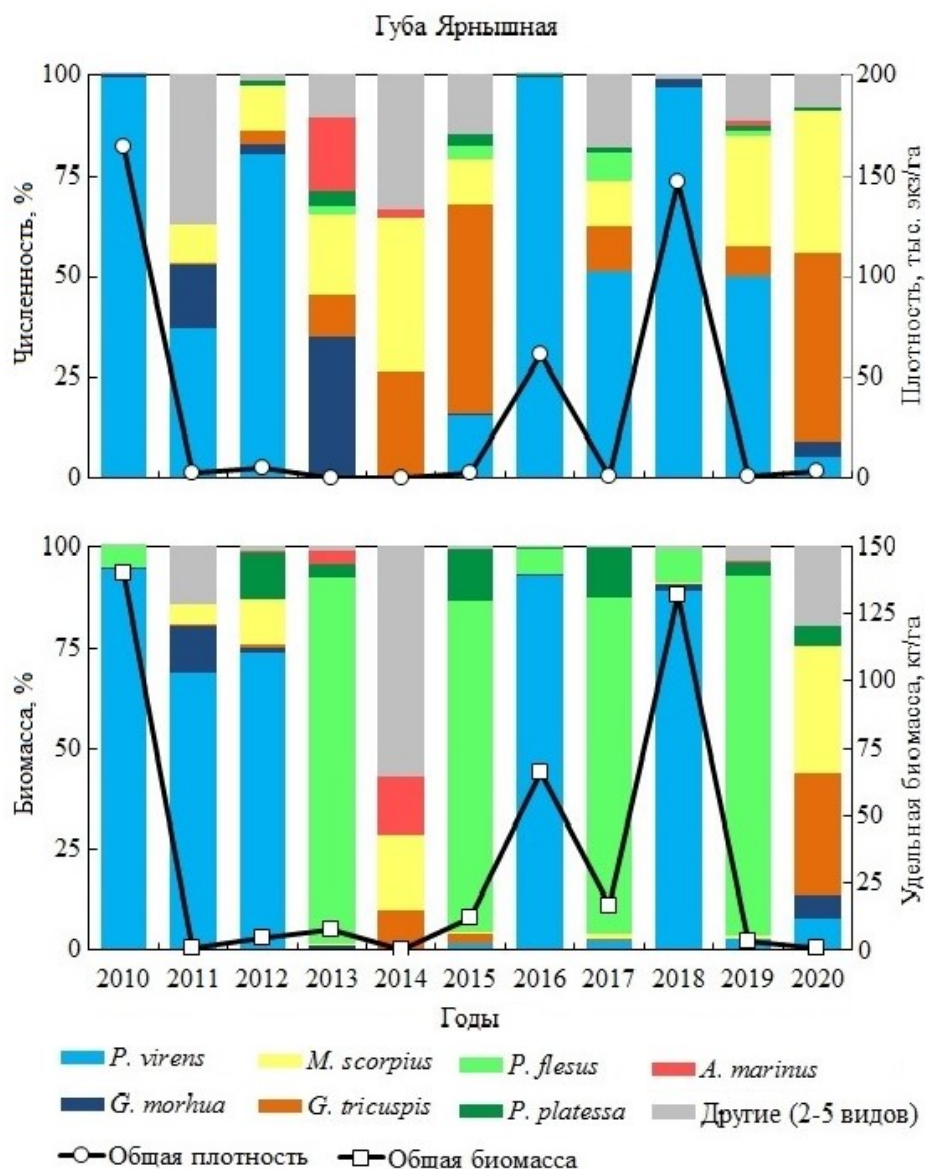 Губа Ярнышная
Численность, %
100
75
50
25
0
Плотность, тыс. экз/га
200
150
100
50
0
Биомасса, %
100
75
50
25
0
Удельная биомасса, кг/га
150
125
100
75
50
25
0
2010 2011 2012 2013 2014 2015 2016 2017 2018 2019 2020
Годы
P. virens M. scorpius P. flesus A. marinus
G. morhua G. tricuspis P. platessa Другие (2-5 видов)
Общая плотность Общая биомасса